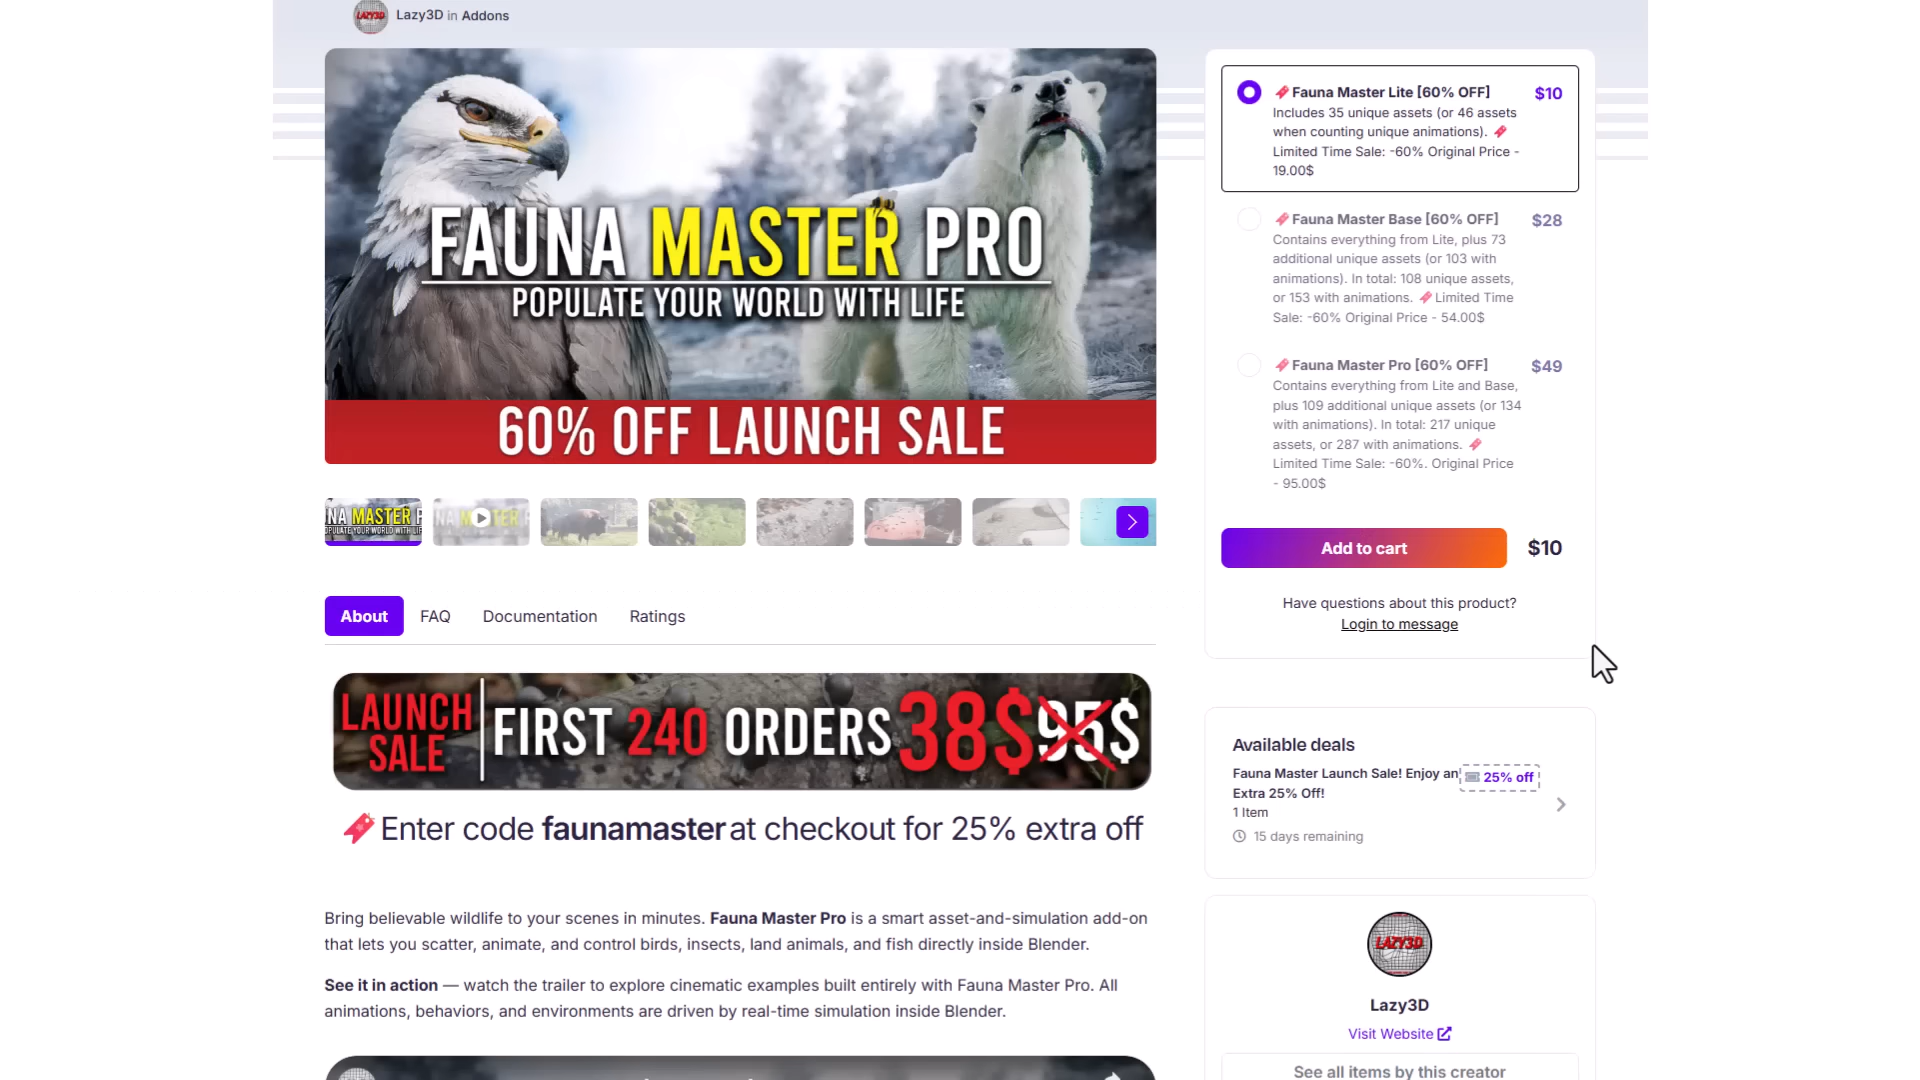 Lazy3D in Addons
FAUNA MASTER PRO
POPULATE YOUR WORLD WITH LIFE
60% OFF LAUNCH SALE
About
FAQ
Documentation
Ratings
LAUNCH
SALE
FIRST 240 ORDERS 38$ 95$
Enter code faunamaster at checkout for 25% extra off
Bring believable wildlife to your scenes in minutes. Fauna Master Pro is a smart asset-and-simulation add-on
that lets you scatter, animate, and control birds, insects, land animals, and fish directly inside Blender.
See it in action — watch the trailer to explore cinematic examples built entirely with Fauna Master Pro. All
animations, behaviors, and environments are driven by real-time simulation inside Blender.
Fauna Master Lite [60% OFF] $10
Includes 35 unique assets (or 46 assets
when counting unique animations).
Limited Time Sale: -60% Original Price -
19.00$
Fauna Master Base [60% OFF] $28
Contains everything from Lite, plus 73
additional unique assets (or 103 with
animations). In total: 108 unique assets,
or 153 with animations. Limited Time
Sale: -60% Original Price - 54.00$
Fauna Master Pro [60% OFF] $49
Contains everything from Lite and Base,
plus 109 additional unique assets (or 134
with animations). In total: 217 unique
assets, or 287 with animations.
Limited Time Sale: -60%. Original Price
- 95.00$
Add to cart $10
Have questions about this product?
Login to message
Available deals
Fauna Master Launch Sale! Enjoy an
Extra 25% Off!
25% off
1 Item
15 days remaining
LAZY3D
Lazy3D
Visit Website
See all items by this creator